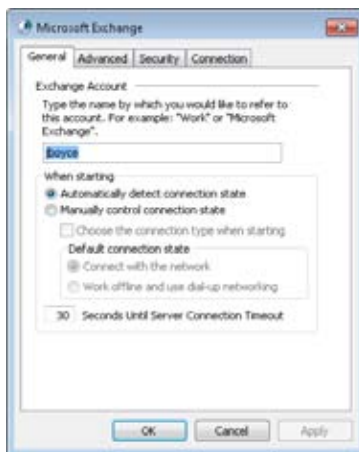 Microsoft Exchange
General Advanced Security Connection
Exchange Account
Type the name by which you would like to refer to
this account. For example: "Work" or "Microsoft
Exchange".
When starting
Automatically detect connection state
Manually control connection state
Choose the connection type when starting
Default connection state
Connect with the network
Work offline and use dial-up networking
30 Seconds Until Server Connection Timeout
OK Cancel Apply